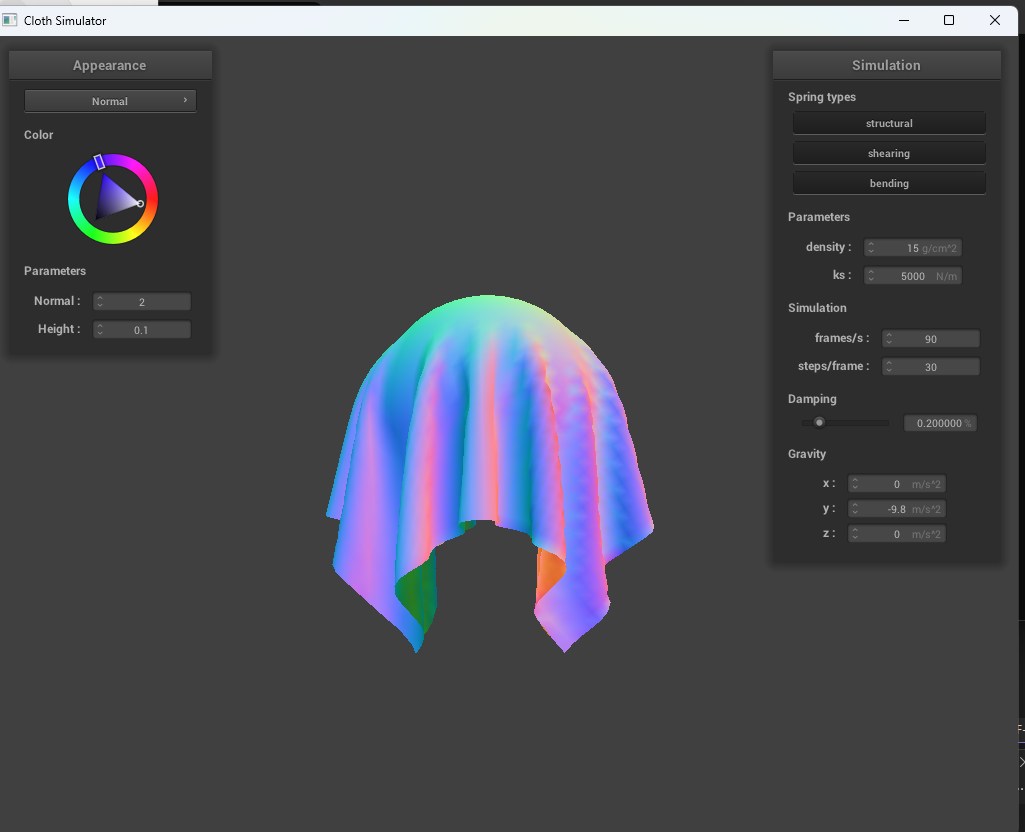 Cloth Simulator
Appearance
Normal
Color
Parameters
Normal : 2
Height : 0.1
Simulation
Spring types
structural
shearing
bending
Parameters
density : 15 g/cm^2
ks : 5000 N/m
Simulation
frames/s : 90
steps/frame : 30
Damping
0.200000 %
Gravity
x : 0 m/s^2
y : -9.8 m/s^2
z : 0 m/s^2